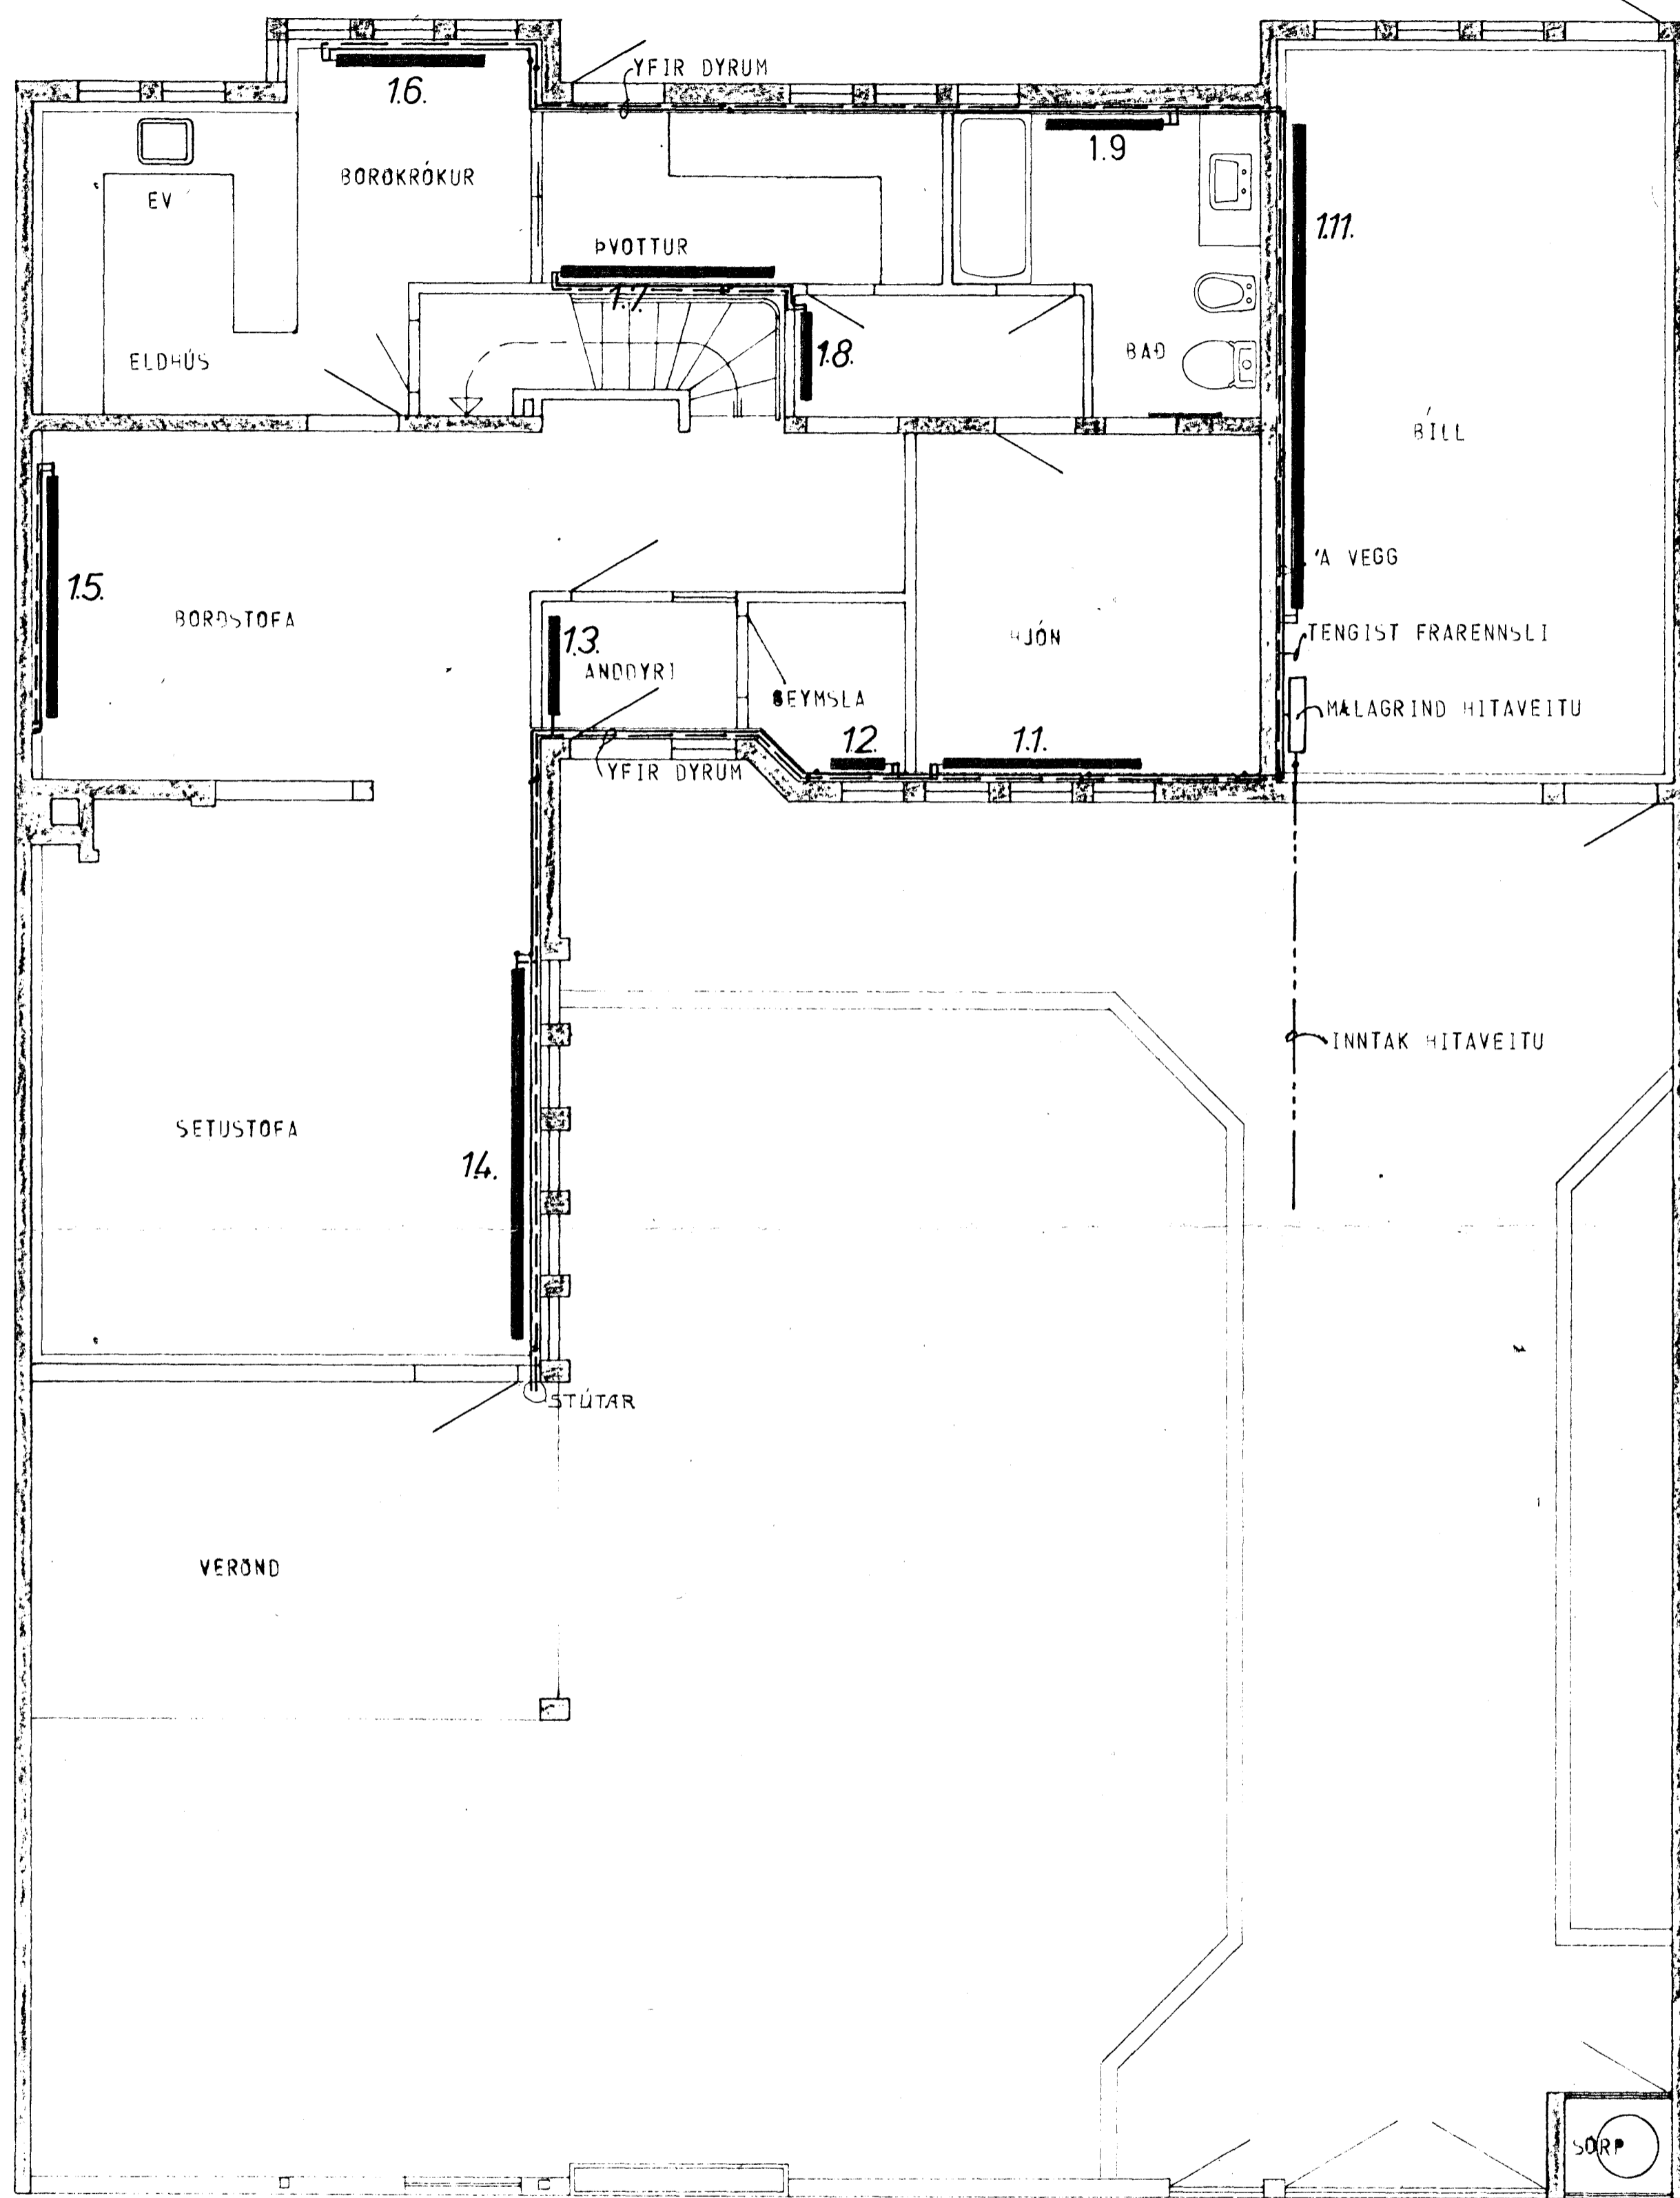 YFIR DYRUM
1.6.
1.9
BORÐKRÓKUR
EV
1.11.
ÞVOTTUR
1.7.
1.8.
BAÐ
ELDHÚS
BÍLL
Á VEGG
1.5.
BORÐSTOFA
1.3.
ANDDYRI
HJÓN
TENGIST FRARENNSLI
GEYMSLA
MALAGRIND HITAVEITU
1.2.
1.1.
YFIR DYRUM
INNTAK HITAVEITU
SETUSTOFA
1.4.
STÚTAR
VERÖND
SORP